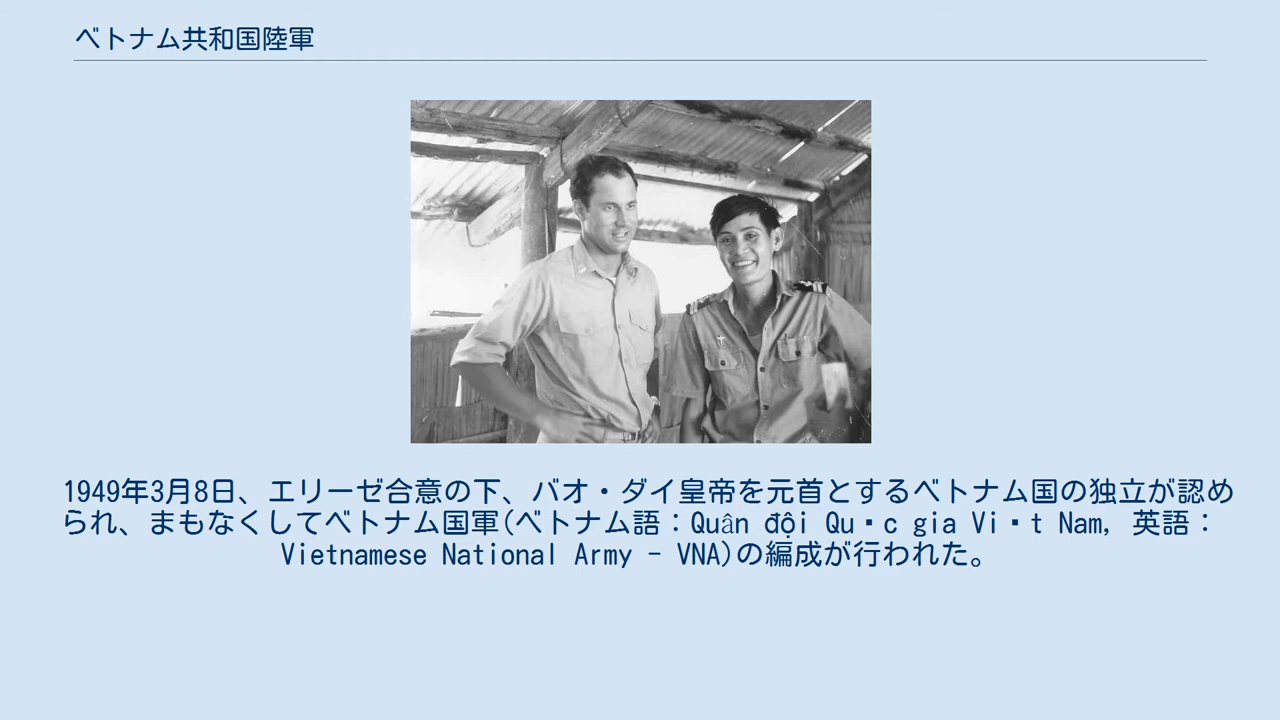 ベトナム共和国陸軍
1949年3月8日、エリーゼ合意の下、バオ・ダイ皇帝を元首とするベトナム国の独立が認め
られ、まもなくしてベトナム国軍(ベトナム語：Quân đội Qu▪c gia Vi▪t Nam, 英語：
Vietnamese National Army - VNA)の編成が行われた。